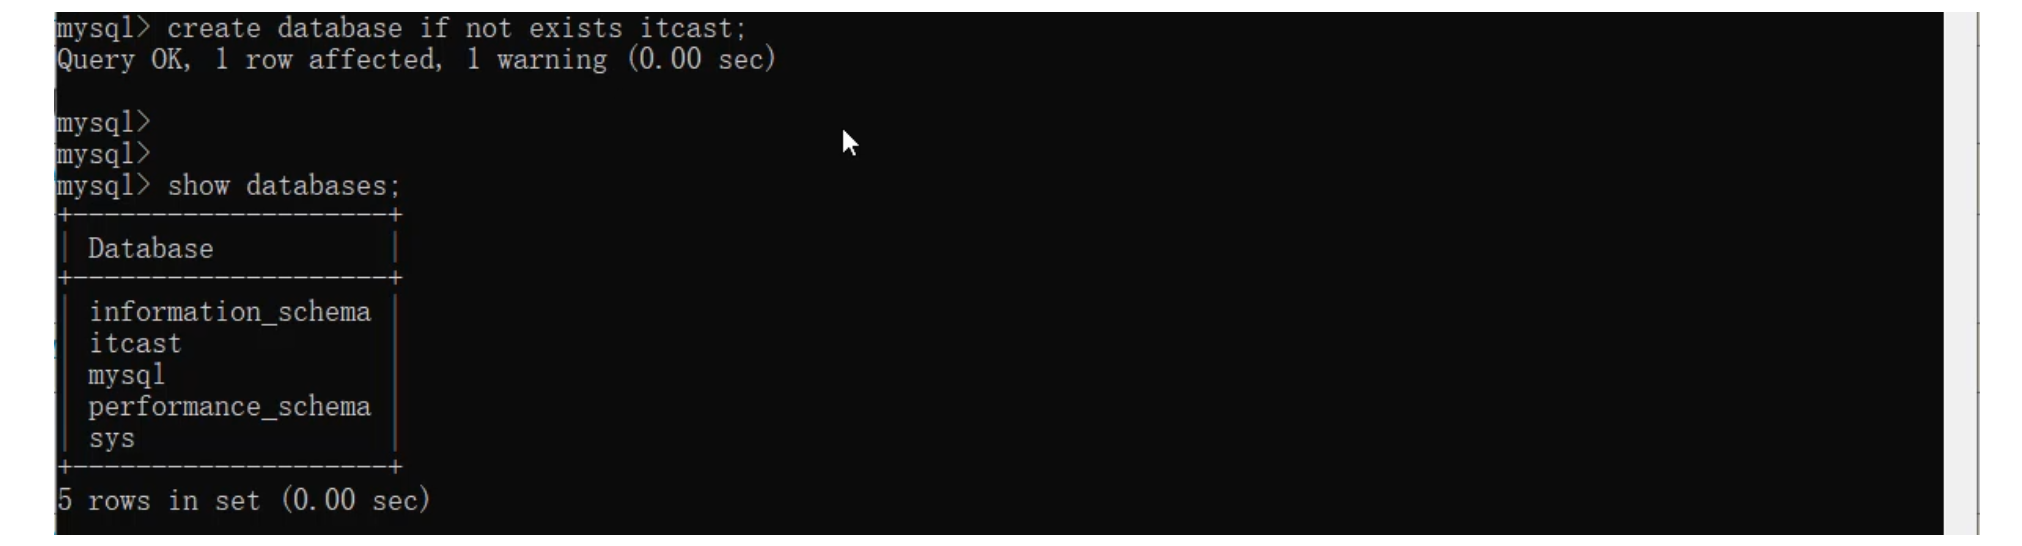 mysql> create database if not exists itcast;
Query OK, 1 row affected, 1 warning (0.00 sec)
mysql>
mysql>
mysql> show databases;
+--------------------+
| Database           |
+--------------------+
| information_schema |
| itcast             |
| mysql              |
| performance_schema |
| sys                |
+--------------------+
5 rows in set (0.00 sec)